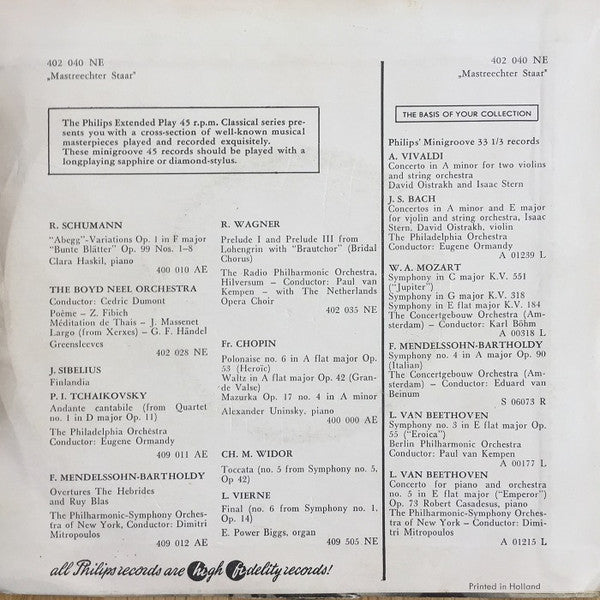 402 040 NE
„Mastreechter Staar"
The Philips Extended Play 45 r.p.m. Classical series pre-
sents you with a cross-section of well-known musical
masterpieces played and recorded exquisitely.
These minigroove 45 records should be played with a
longplaying sapphire or diamond-stylus.
R. SCHUMANN
"Abegg"-Variations Op. 1 in F major
"Bunte Blätter" Op. 99 Nos. 1–8
Clara Haskil, piano
400 010 AE
THE BOYD NEEL ORCHESTRA
Conductor: Cedric Dumont
Poème – Z. Fibich
Méditation de Thais – J. Massenet
Largo (from Xerxes) – G. F. Händel
Greensleeves
402 028 NE
J. SIBELIUS
Finlandia
P. I. TCHAIKOVSKY
Andante cantabile (from Quartet
no. 1 in D major Op. 11)
The Philadelphia Orchestra
Conductor: Eugene Ormandy
409 011 AE
F. MENDELSSOHN-BARTHOLDY
Overtures The Hebrides
and Ruy Blas
The Philharmonic-Symphony Orches-
tra of New York, Conductor: Dimitri
Mitropoulos
409 012 AE
R. WAGNER
Prelude I and Prelude III from
Lohengrin with "Brautchor" (Bridal
Chorus)
The Radio Philharmonic Orchestra,
Hilversum – Conductor: Paul van
Kempen – with The Netherlands
Opera Choir
402 035 NE
Fr. CHOPIN
Polonaise no. 6 in A flat major Op.
53 (Heroïc)
Waltz in A flat major Op. 42 (Gran-
de Valse)
Mazurka Op. 17 no. 4 in A minor
Alexander Uninsky, piano
400 000 AE
CH. M. WIDOR
Toccata (no. 5 from Symphony no. 5,
Op 42)
L. VIERNE
Final (no. 6 from Symphony no. 1,
Op. 14)
E. Power Biggs, organ
409 505 NE
all Philips records are high fidelity records!
402 040 NE
„Mastreechter Staar"
THE BASIS OF YOUR COLLECTION
Philips' Minigroove 33 1/3 records
A. VIVALDI
Concerto in A minor for two violins
and string orchestra
David Oistrakh and Isaac Stern
J. S. BACH
Concertos in A minor and E major
for vjolin and string orchestra, Isaac
Stern, David Oistrakh, violin
The Philadelphia Orchestra
Conductor: Eugene Ormandy
A 01239 L
W. A. MOZART
Symphony in C major K.V. 551
("Jupiter")
Symphony in G major K.V. 318
Symphony in E flat major K.V. 184
The Concertgebouw Orchestra (Am-
sterdam) – Conductor: Karl Böhm
A 00318 L
F. MENDELSSOHN-BARTHOLDY
Symphony no. 4 in A major Op. 90
(Italian)
The Concertgebouw Orchestra (Am-
sterdam) – Conductor: Eduard van
Beinum
S 06073 R
L. VAN BEETHOVEN
Symphony no. 3 in E flat major Op.
55 ("Eroica")
Berlin Philharmonic Orchestra
Conductor: Paul van Kempen
A 00177 L
L. VAN BEETHOVEN
Concerto for piano and orchestra
no. 5 in E flat major ("Emperor")
Op. 73 Robert Casadesus, piano
The Philharmonic-Symphony Orches-
tra of New York – Conductor: Dimi-
tri Mitropoulos
A 01215 L
Printed in Holland